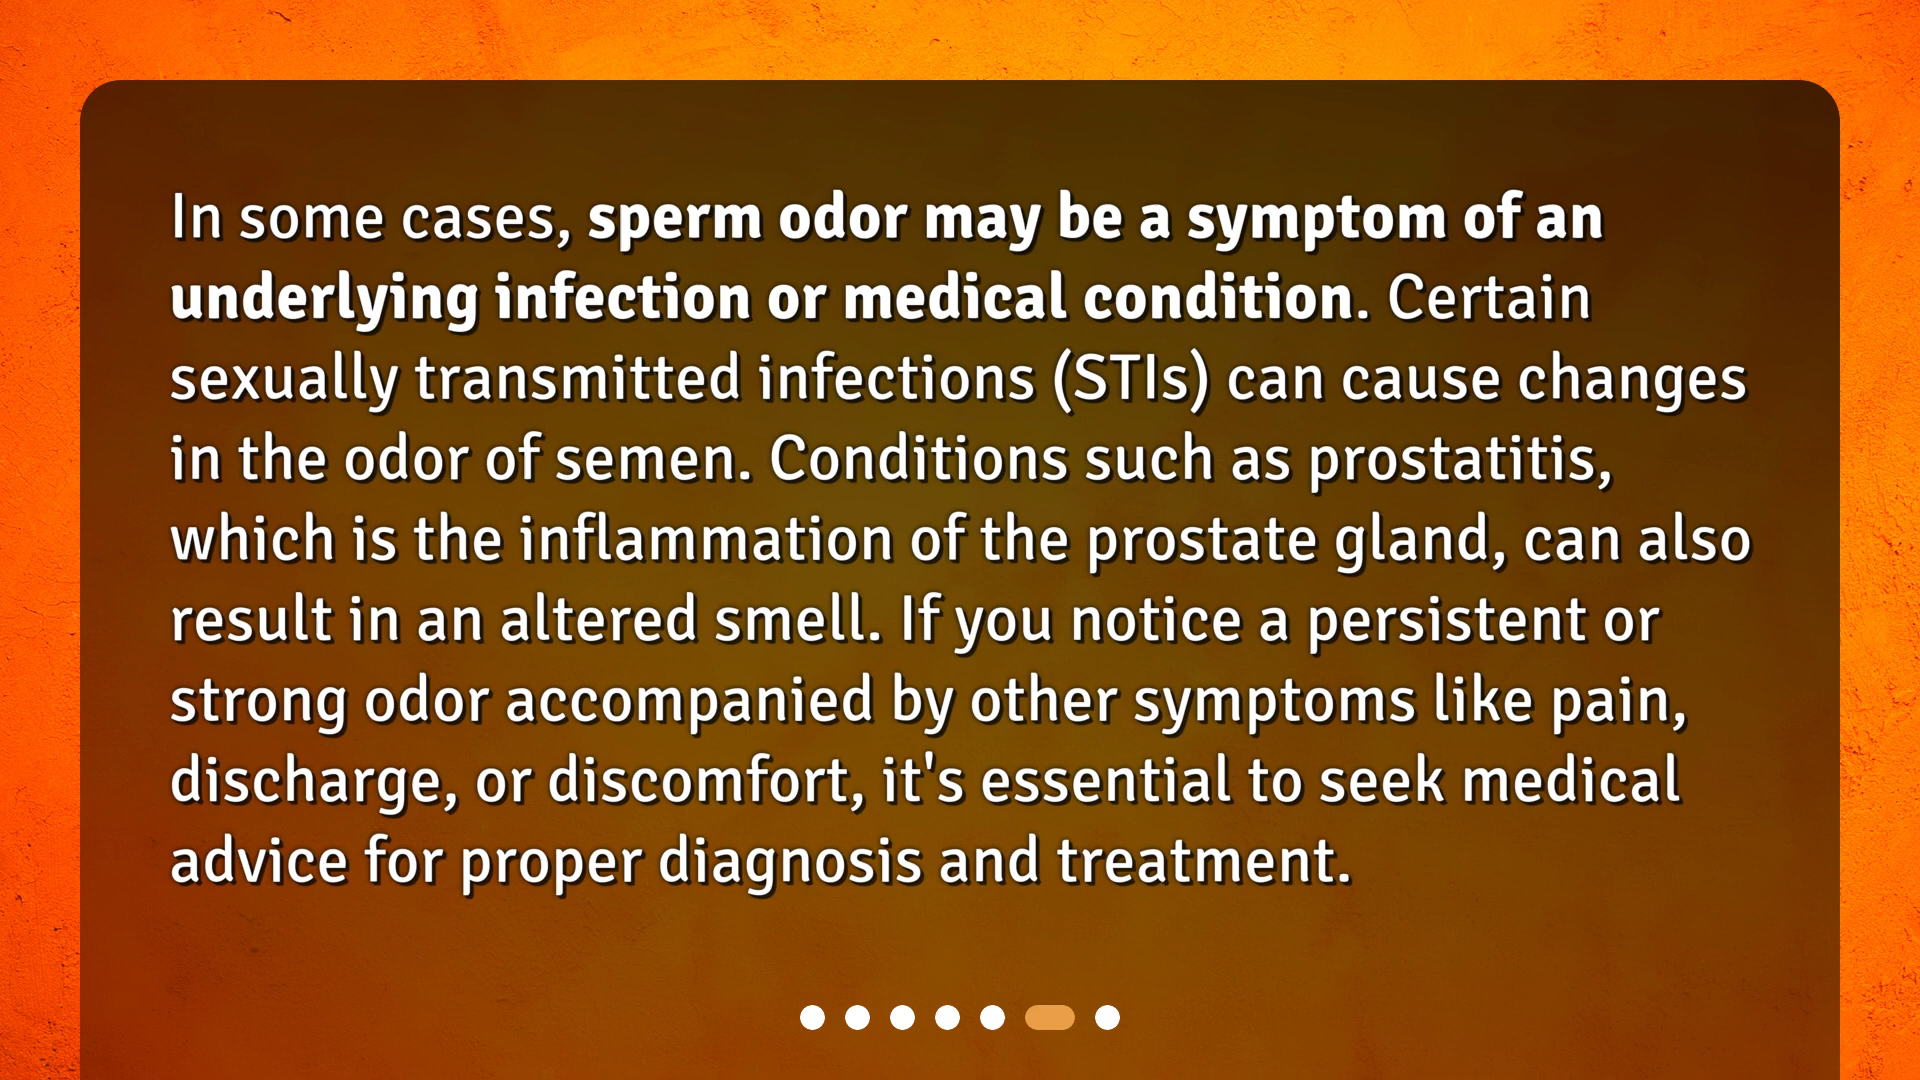 In some cases, sperm odor may be a symptom of an
underlying infection or medical condition. Certain
sexually transmitted infections (STIs) can cause changes
in the odor of semen. Conditions such as prostatitis,
which is the inflammation of the prostate gland, can also
result in an altered smell. If you notice a persistent or
strong odor accompanied by other symptoms like pain,
discharge, or discomfort, it's essential to seek medical
advice for proper diagnosis and treatment.